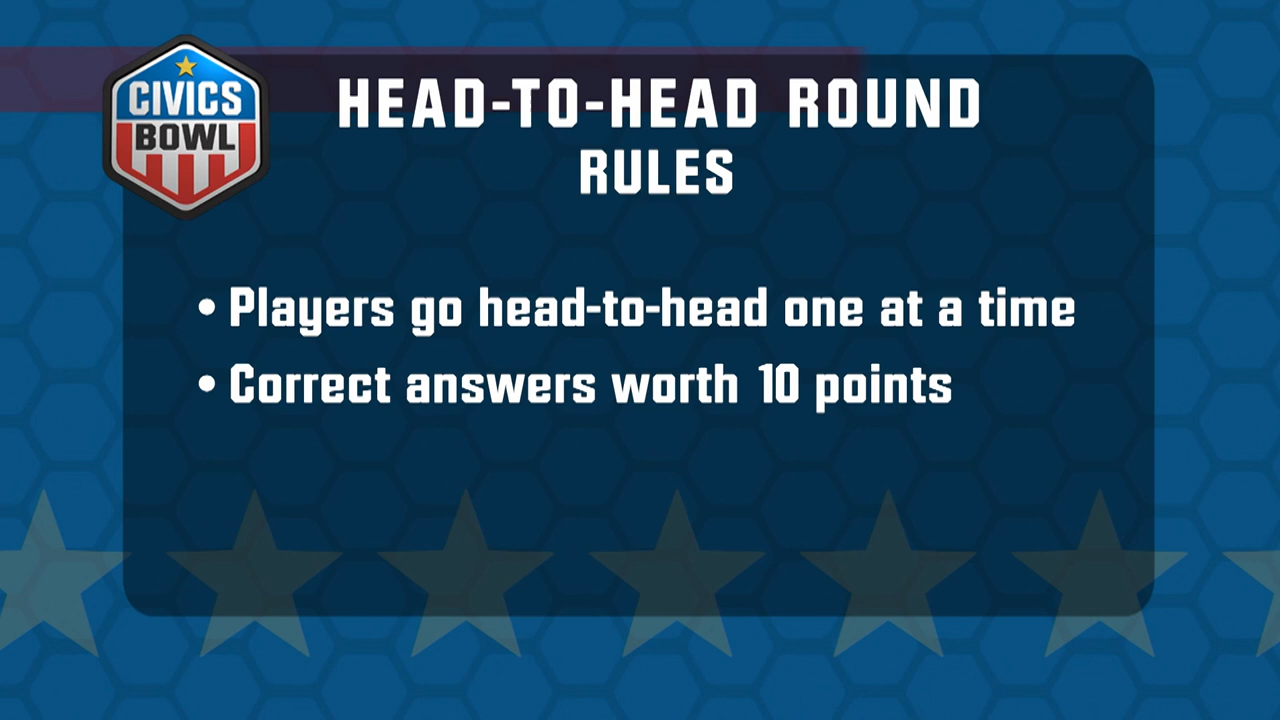 CIVICS
BOWL
HEAD-TO-HEAD ROUND
RULES
• Players go head-to-head one at a time
• Correct answers worth 10 points